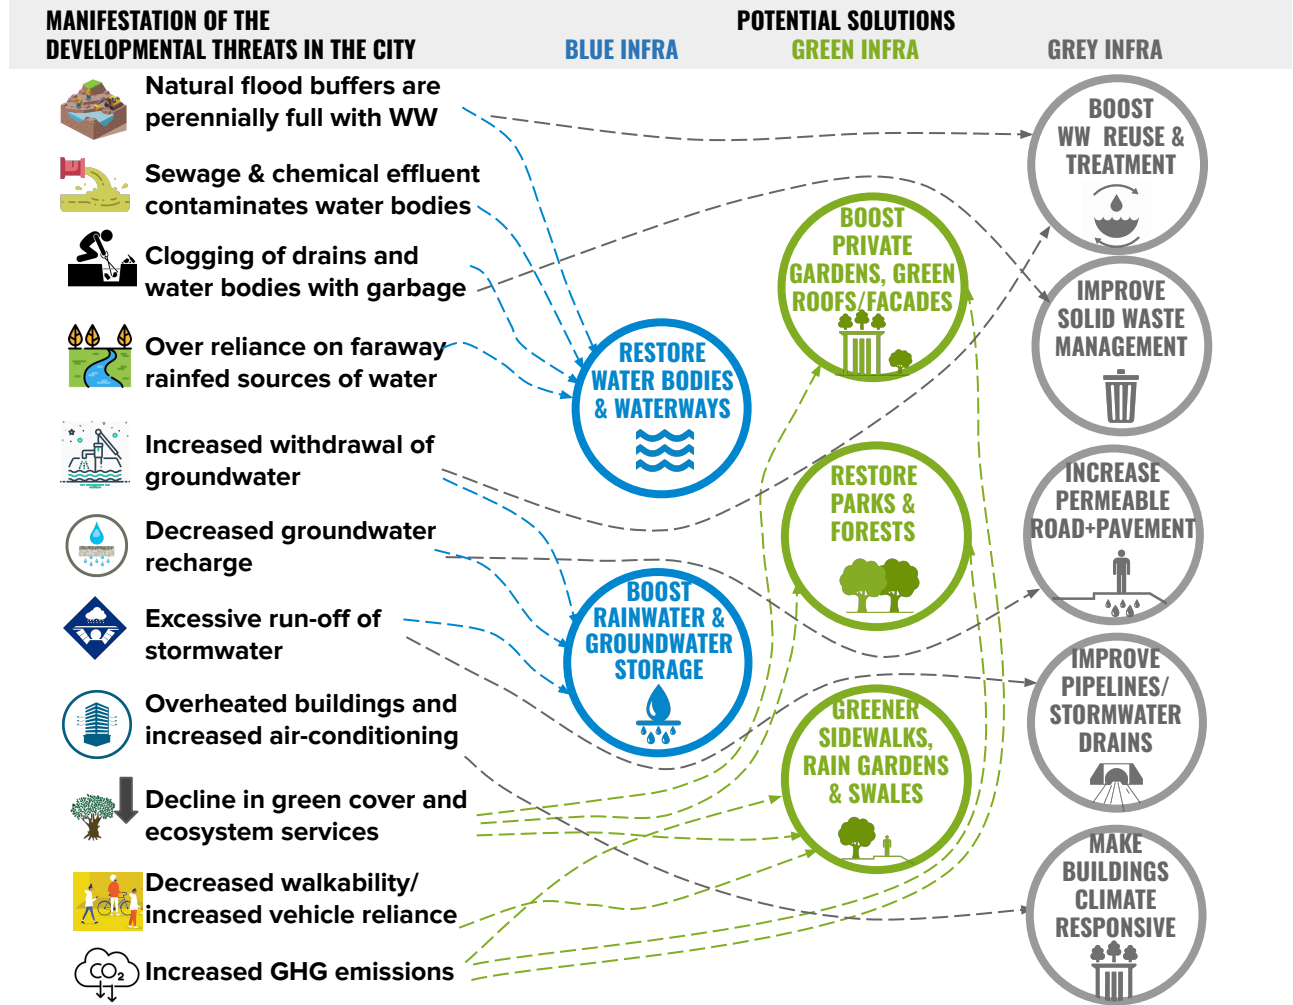 MANIFESTATION OF THE
DEVELOPMENTAL THREATS IN THE CITY
POTENTIAL SOLUTIONS
BLUE INFRA
GREEN INFRA
GREY INFRA
Natural flood buffers are
perennially full with WW
Sewage & chemical effluent
contaminates water bodies
Clogging of drains and
water bodies with garbage
Over reliance on faraway
rainfed sources of water
Increased withdrawal of
groundwater
Decreased groundwater
recharge
Excessive run-off of
stormwater
Overheated buildings and
increased air-conditioning
Decline in green cover and
ecosystem services
Decreased walkability/
increased vehicle reliance
CO2
Increased GHG emissions
RESTORE
WATER BODIES
& WATERWAYS
BOOST
RAINWATER &
GROUNDWATER
STORAGE
BOOST
PRIVATE
GARDENS, GREEN
ROOFS/FACADES
RESTORE
PARKS &
FORESTS
GREENER
SIDEWALKS,
RAIN GARDENS
& SWALES
BOOST
WW REUSE &
TREATMENT
IMPROVE
SOLID WASTE
MANAGEMENT
INCREASE
PERMEABLE
ROAD+PAVEMENT
IMPROVE
PIPELINES/
STORMWATER
DRAINS
MAKE
BUILDINGS
CLIMATE
RESPONSIVE